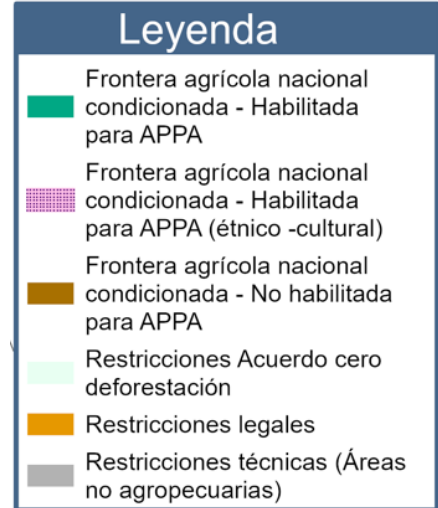 Leyenda
Frontera agrícola nacional
condicionada - Habilitada
para APPA
Frontera agrícola nacional
condicionada - Habilitada
para APPA (étnico -cultural)
Frontera agrícola nacional
condicionada - No habilitada
para APPA
Restricciones Acuerdo cero
deforestación
Restricciones legales
Restricciones técnicas (Áreas
no agropecuarias)